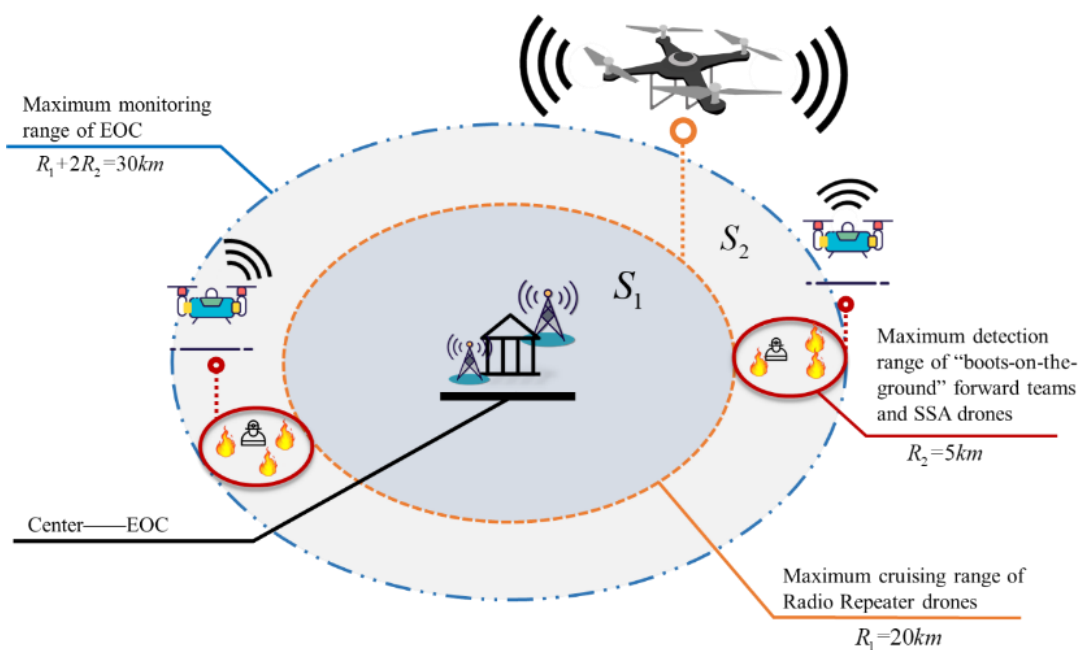 Maximum monitoring
range of EOC
R₁+2R₂=30km
S₂
S₁
Maximum detection
range of “boots-on-the-
ground” forward teams
and SSA drones
R₂=5km
Center——EOC
Maximum cruising range of
Radio Repeater drones
R₁=20km